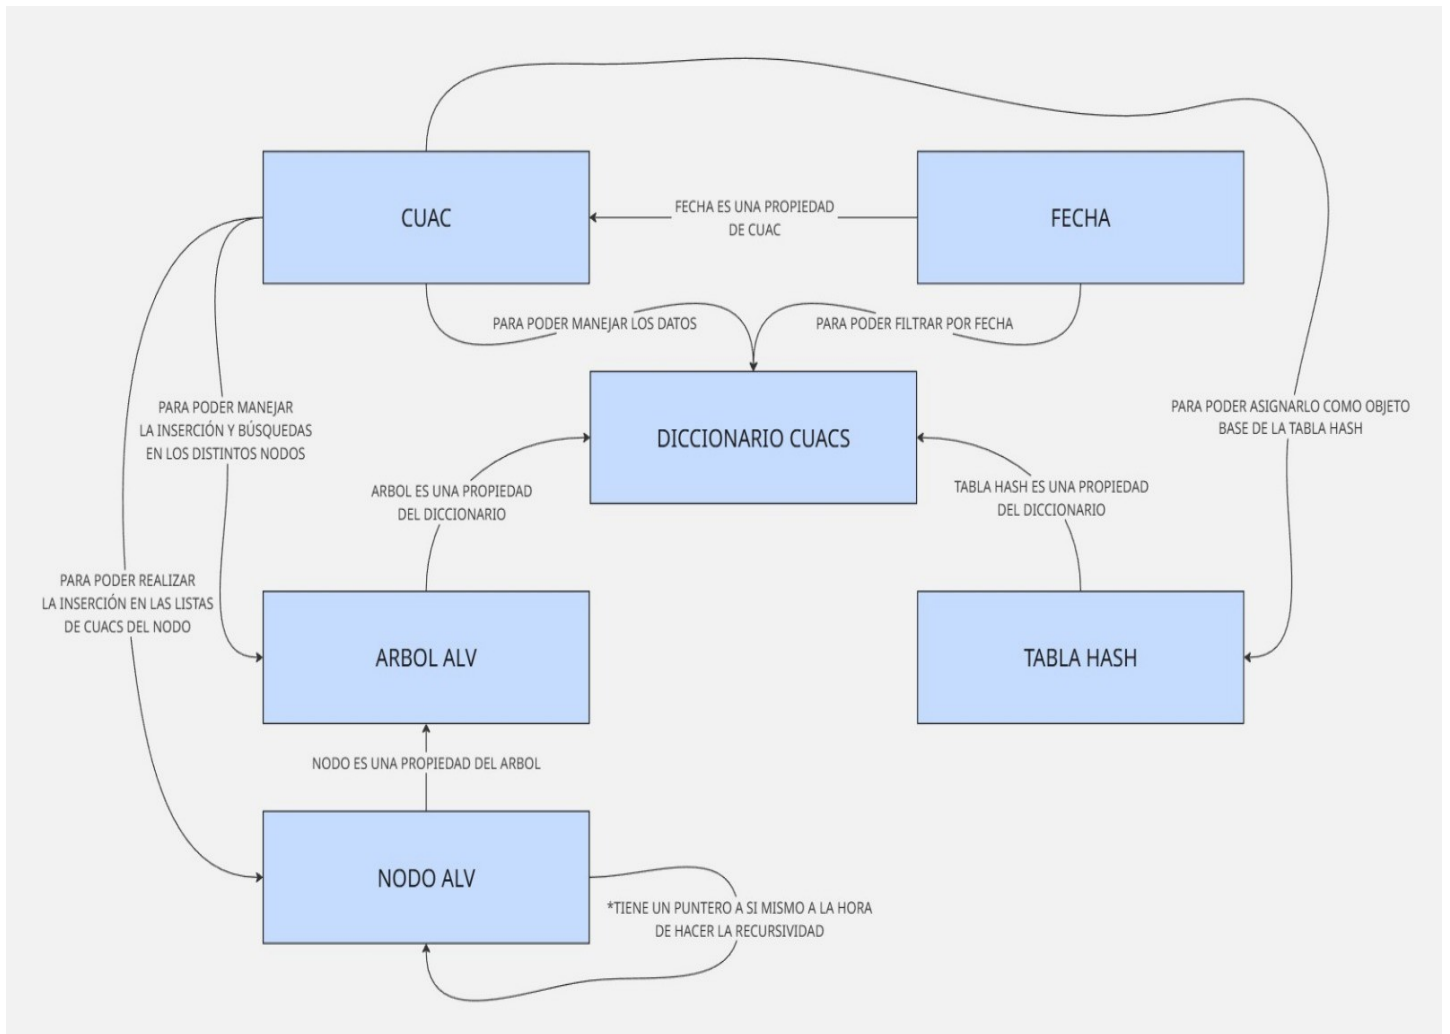 CUAC
FECHA ES UNA PROPIEDAD
DE CUAC
FECHA
PARA PODER MANEJAR LOS DATOS
PARA PODER FILTRAR POR FECHA
PARA PODER MANEJAR
LA INSERCIÓN Y BÚSQUEDAS
EN LOS DISTINTOS NODOS
DICCIONARIO CUACS
PARA PODER ASIGNARLO COMO OBJETO
BASE DE LA TABLA HASH
ARBOL ES UNA PROPIEDAD
DEL DICCIONARIO
TABLA HASH ES UNA PROPIEDAD
DEL DICCIONARIO
PARA PODER REALIZAR
LA INSERCIÓN EN LAS LISTAS
DE CUACS DEL NODO
ARBOL ALV
TABLA HASH
NODO ES UNA PROPIEDAD DEL ARBOL
NODO ALV
*TIENE UN PUNTERO A SI MISMO A LA HORA
DE HACER LA RECURSIVIDAD